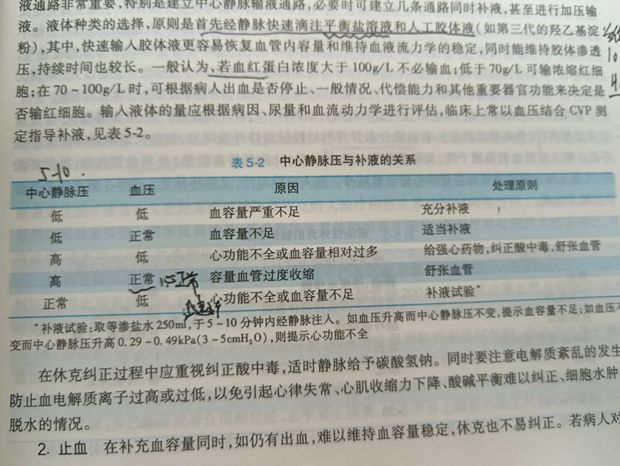 液通路非常重要，特别是建立中心静脉输液通路，必要时可建立几条通路同时补液，甚至进行加压输
液。液体种类的选择，原则是首先经静脉快速滴注平衡盐溶液和人工胶体液（如第三代的羟乙基淀
粉），其中，快速输入胶体液更容易恢复血管内容量和维持血液流力学的稳定，同时能维持胶体渗透
压，持续时间也较长。一般认为，若血红蛋白浓度大于100g/L不必输血；低于70g/L可输浓缩红细
胞；在70～100g/L时，可根据病人出血是否停止、一般情况、代偿能力和其他重要器官功能来决定是
否输红细胞。输入液体的量应根据病因、尿量和血流动力学进行评估，临床上常以血压结合CVP测
定指导补液，见表5-2。
5-10.
表5-2 中心静脉压与补液的关系
中心静脉压 血压 原因 处理原则
低 低 血容量严重不足 充分补液
低 正常 血容量不足 适当补液
高 低 心功能不全或血容量相对过多 给强心药物，纠正酸中毒，舒张血管
高 正常 心正常 容量血管过度收缩 舒张血管
正常 低 心功能不全或血容量不足 补液试验*
*补液试验：取等渗盐水250ml，于5～10分钟内经静脉注入。如血压升高而中心静脉压不变，提示血容量不足；如血压不
变而中心静脉压升高0.29～0.49kPa(3～5cmH₂O)，则提示心功能不全
在休克纠正过程中应重视纠正酸中毒，适时静脉给予碳酸氢钠。同时要注意电解质紊乱的发生
防止血电解质离子过高或过低，以免引起心律失常、心肌收缩力下降、酸碱平衡难以纠正、细胞水肿
脱水的情况。
2. 止血 在补充血容量同时，如仍有出血，难以维持血容量稳定，休克也不易纠正。若病人对